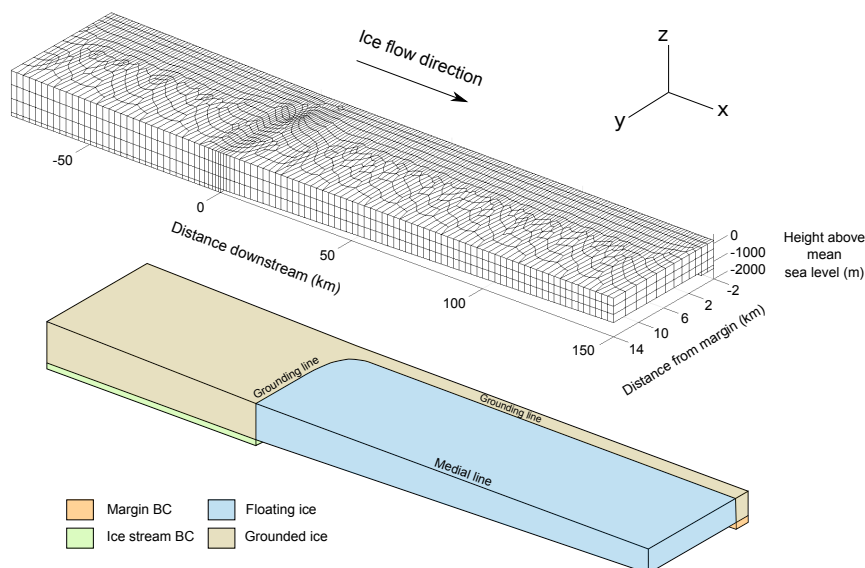 Ice flow direction
z
y
x
-50
0
50
100
150
Distance downstream (km)
0
-1000
-2000
Height above
mean
sea level (m)
-2
2
6
10
14
Distance from margin (km)
Grounding line
Grounding line
Medial line
Margin BC
Floating ice
Ice stream BC
Grounded ice